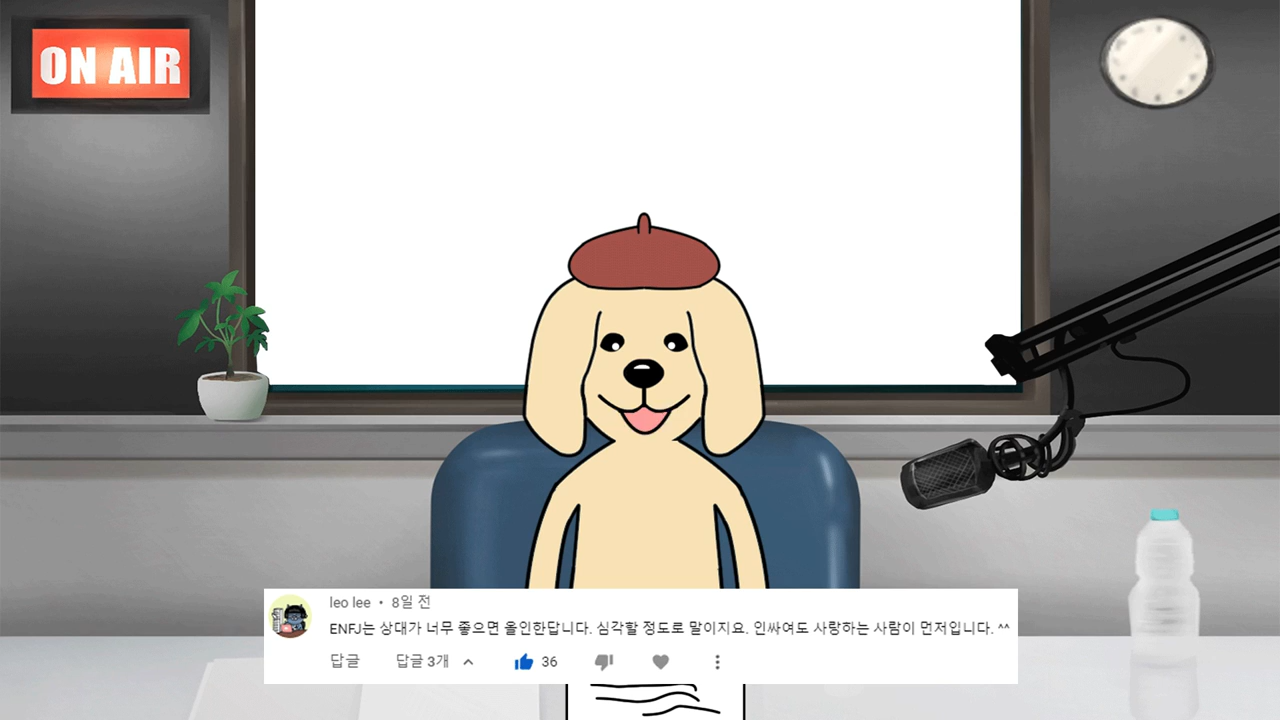 ON AIR
leo lee • 8일 전
ENFJ는 상대가 너무 좋으면 올인한답니다. 심각할 정도로 말이지요. 인싸여도 사랑하는 사람이 먼저입니다. ^^
답글 답글 3개 36